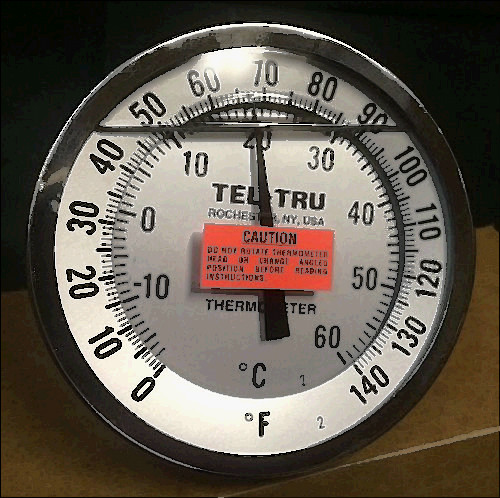 0 10 20 30 40 50 60 70 80 90 100 110 120 130 140
-10 0 10 20 30 40 50 60
TEL-TRU
ROCHESTER, NY, USA
CAUTION
DO NOT ROTATE THERMOMETER
HEAD OR CHANGE ANGLED
POSITION BEFORE READING
INSTRUCTIONS.
THERMOMETER
°C
°F 2